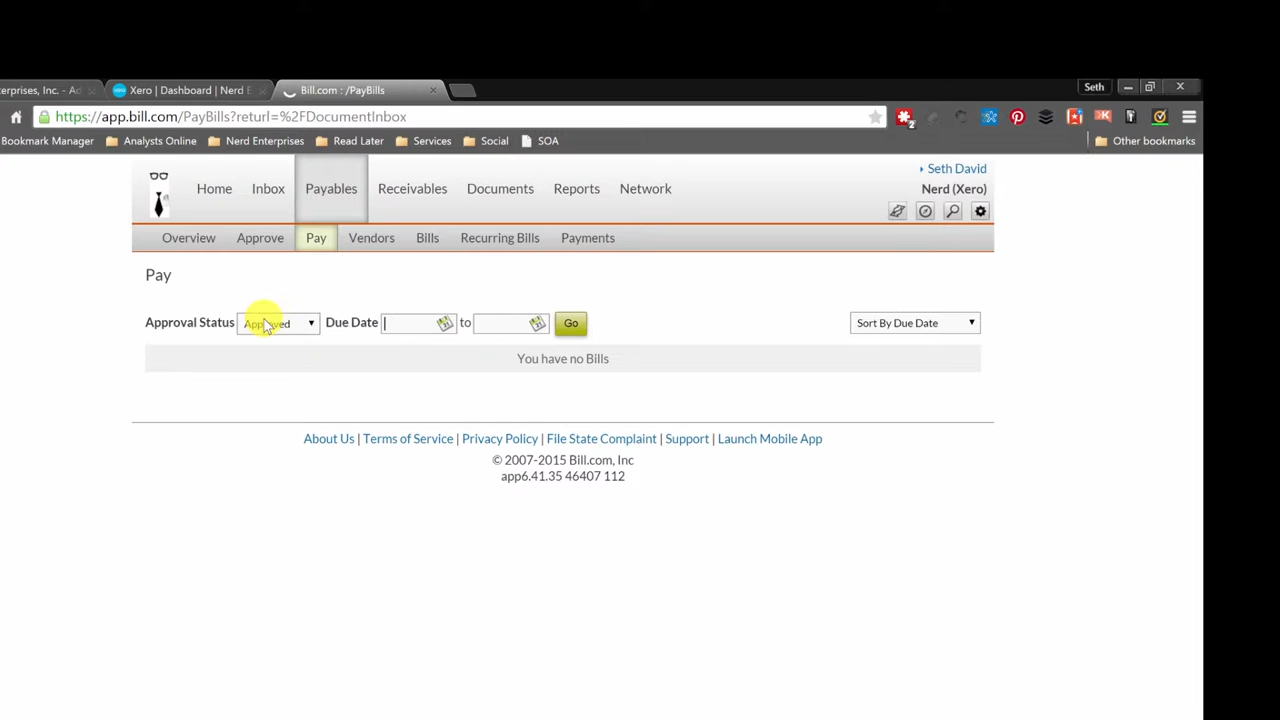 Seth
erprises, Inc. - Ad
Xero | Dashboard | Nerd E
Bill.com : /PayBills
https://app.bill.com/PayBills?returl=%2FDocumentInbox
2
Bookmark Manager
Analysts Online
Nerd Enterprises
Read Later
Services
Social
SOA
Other bookmarks
Home
Inbox
Payables
Receivables
Documents
Reports
Network
Seth David
Nerd (Xero)
Overview
Approve
Pay
Vendors
Bills
Recurring Bills
Payments
Pay
Approval Status Approved Due Date to Go Sort By Due Date
You have no Bills
About Us | Terms of Service | Privacy Policy | File State Complaint | Support | Launch Mobile App
© 2007-2015 Bill.com, Inc
app6.41.35 46407 112